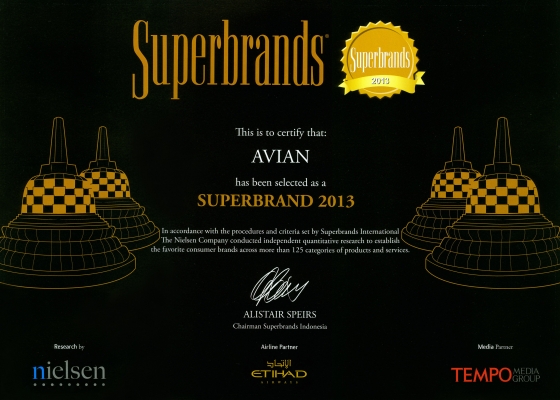 Superbrands®
Superbrands
2013
This is to certify that:
AVIAN
has been selected as a
SUPERBRAND 2013
In accordance with the procedures and criteria set by Superbrands International
The Nielsen Company conducted independent quantitative research to establish
the favorite consumer brands across more than 125 categories of products and services.
ALISTAIR SPEIRS
Chairman Superbrands Indonesia
Research by
Airline Partner
Media Partner
nielsen
الإتحاد
ETIHAD
AIRWAYS
TEMPO MEDIA
GROUP